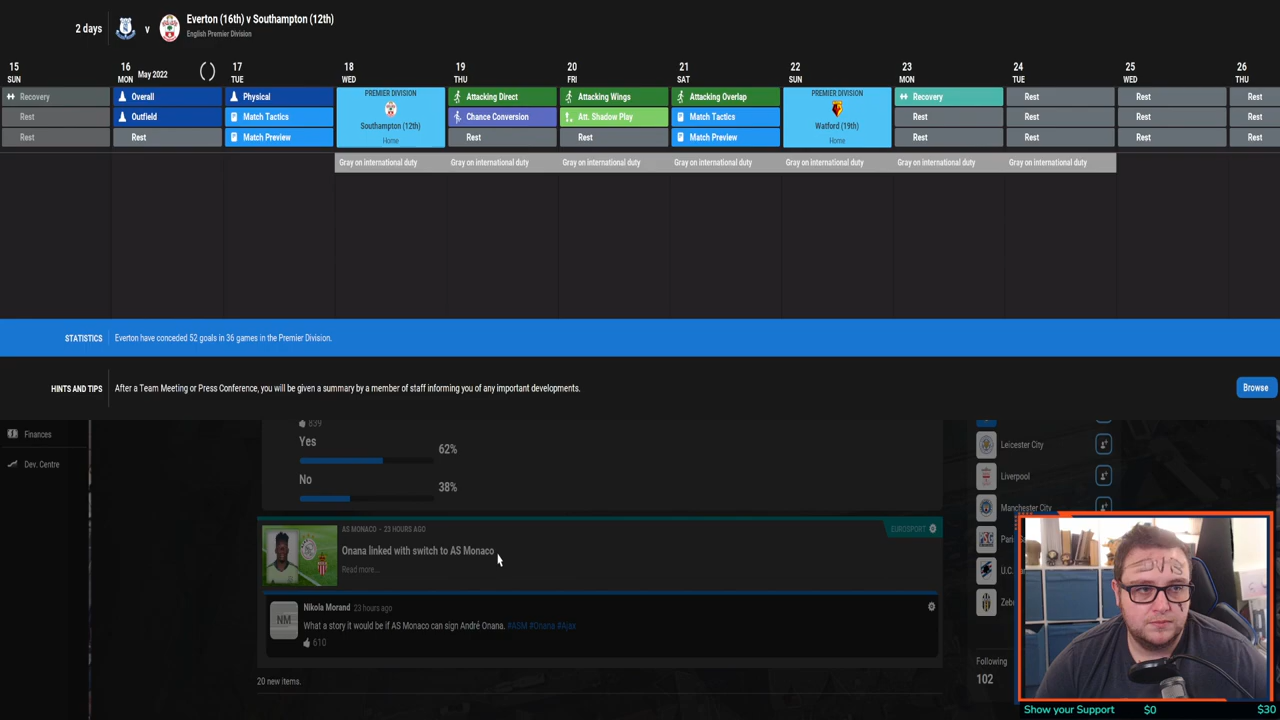 2 days
v
Everton (16th) v Southampton (12th)
English Premier Division
15
SUN
16
MON
May 2022
17
TUE
18
WED
19
THU
20
FRI
21
SAT
22
SUN
23
MON
24
TUE
25
WED
26
THU
Recovery
Overall
Physical
PREMIER DIVISION
Attacking Direct
Attacking Wings
Attacking Overlap
PREMIER DIVISION
Recovery
Rest
Rest
Rest
Rest
Outfield
Match Tactics
Chance Conversion
Att. Shadow Play
Match Tactics
Rest
Rest
Rest
Rest
Southampton (12th)
Watford (19th)
Rest
Rest
Match Preview
Home
Rest
Rest
Match Preview
Home
Rest
Rest
Rest
Rest
Gray on international duty
Gray on international duty
Gray on international duty
Gray on international duty
Gray on international duty
Gray on international duty
Gray on international duty
STATISTICS
Everton have conceded 52 goals in 36 games in the Premier Division.
HINTS AND TIPS
After a Team Meeting or Press Conference, you will be given a summary by a member of staff informing you of any important developments.
Browse
Finances
Dev. Centre
839
Yes
62%
No
38%
AS MONACO - 23 HOURS AGO
EUROSPORT
Onana linked with switch to AS Monaco
Read more...
NM
Nikola Morand 23 hours ago
What a story it would be if AS Monaco can sign André Onana. #ASM #Onana #Ajax
610
20 new items.
Leicester City
Liverpool
Manchester City
Following
102
Show your Support
$0
$30